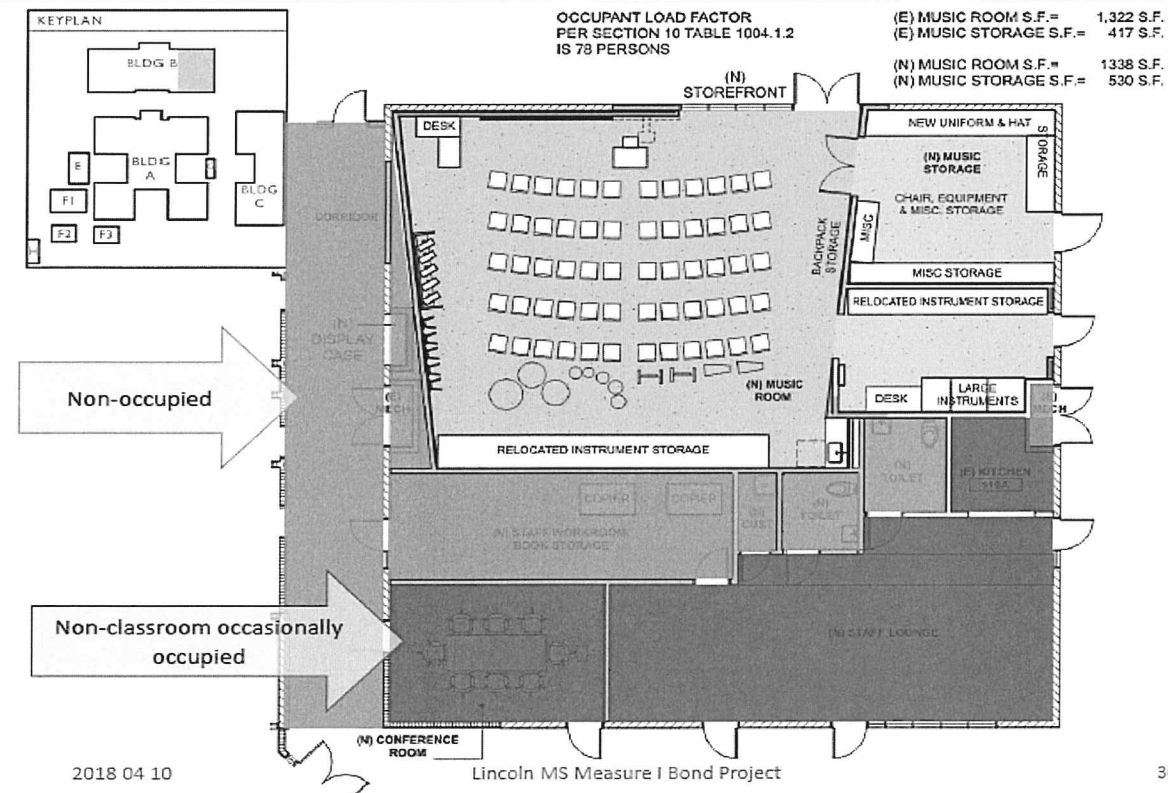 KEYPLAN
BLDG B
BLDG
A
BLDG
C
E
F1
F2
F3
H
OCCUPANT LOAD FACTOR
PER SECTION 10 TABLE 1004.1.2
IS 78 PERSONS
(E) MUSIC ROOM S.F.= 1,322 S.F.
(E) MUSIC STORAGE S.F.= 417 S.F.
(N) MUSIC ROOM S.F.= 1338 S.F.
(N) MUSIC STORAGE S.F.= 530 S.F.
(N)
STOREFRONT
DESK
NEW UNIFORM & HAT
STORAGE
(N) MUSIC
STORAGE
CHAIR, EQUIPMENT
& MISC. STORAGE
MISC
BACKPACK
STORAGE
MISC STORAGE
CORRIDOR
RELOCATED INSTRUMENT STORAGE
(N)
DISPLAY
CASE
Non-occupied
(E)
MECH
(N) MUSIC
ROOM
DESK
LARGE
INSTRUMENTS
(E)
MECH
RELOCATED INSTRUMENT STORAGE
(N)
TOILET
(E) KITCHEN
COPIER
COPIER
(N) STAFF WORKROOM
BOOK STORAGE
(N)
CUST
(N)
TOILET
Non-classroom occasionally
occupied
(N) STAFF LOUNGE
(N) CONFERENCE
ROOM
2018 04 10
Lincoln MS Measure I Bond Project
3